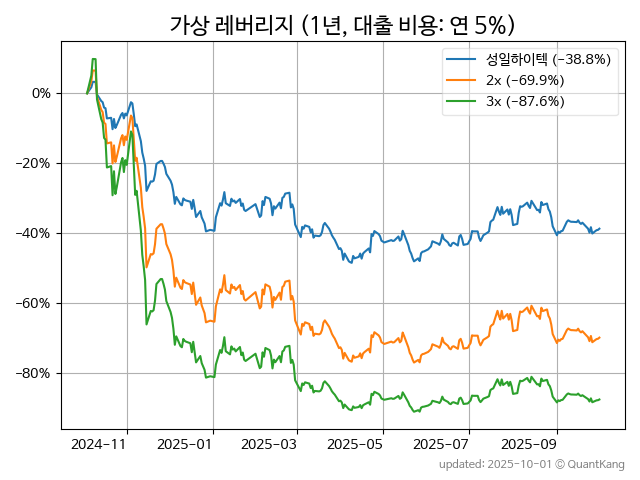 가상 레버리지 (1년, 대출 비용: 연 5%)
성일하이텍 (−38.8%)
2x (−69.9%)
3x (−87.6%)
0%
−20%
−40%
−60%
−80%
2024-11 2025-01 2025-03 2025-05 2025-07 2025-09
updated: 2025-10-01 © QuantKang